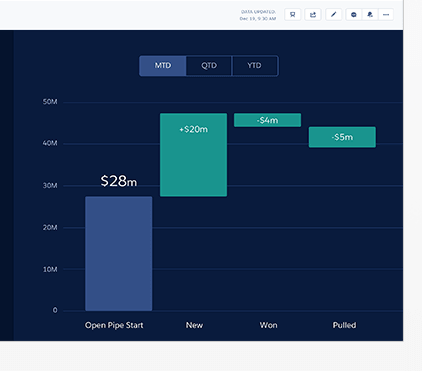 DATA UPDATED:
Dec 13, 9:30 AM
MTD QTD YTD
50M
40M
30M
20M
10M
0
$28m
+$20m
-$4m
-$5m
Open Pipe Start New Won Pulled